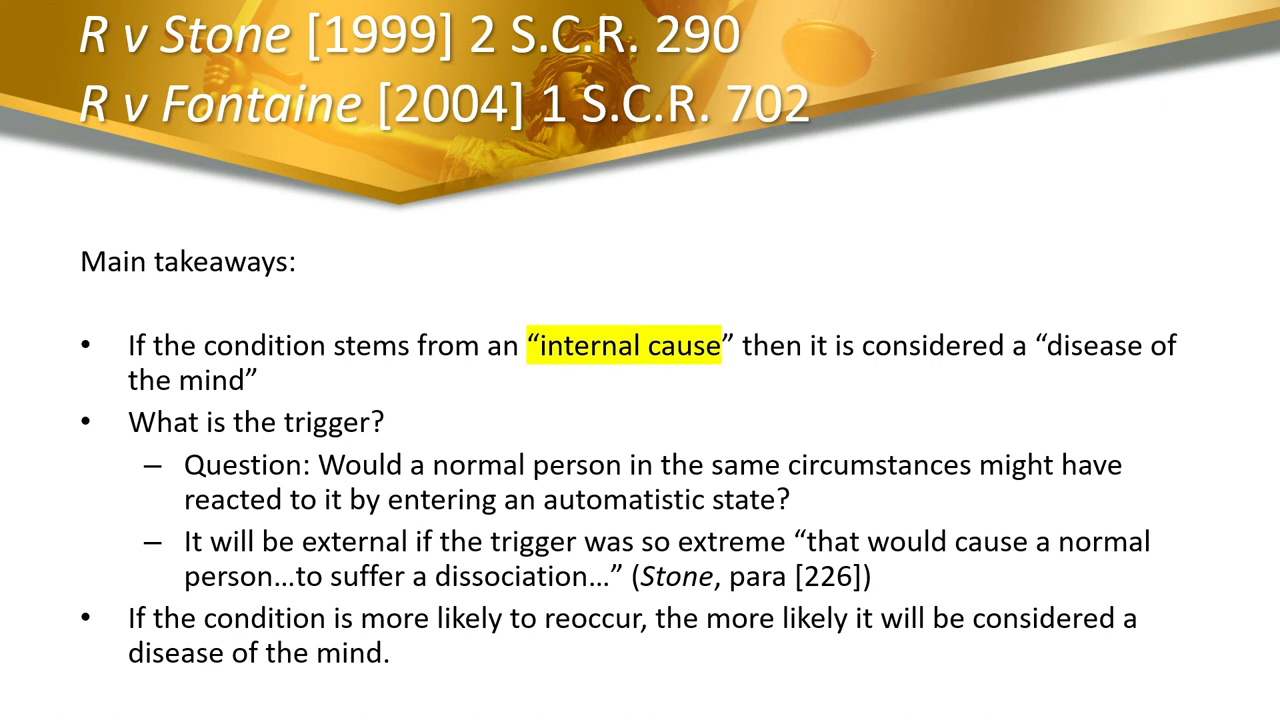 R v Stone [1999] 2 S.C.R. 290
R v Fontaine [2004] 1 S.C.R. 702
Main takeaways:
• If the condition stems from an “internal cause” then it is considered a “disease of
the mind”
• What is the trigger?
– Question: Would a normal person in the same circumstances might have
reacted to it by entering an automatistic state?
– It will be external if the trigger was so extreme “that would cause a normal
person…to suffer a dissociation…” (Stone, para [226])
• If the condition is more likely to reoccur, the more likely it will be considered a
disease of the mind.